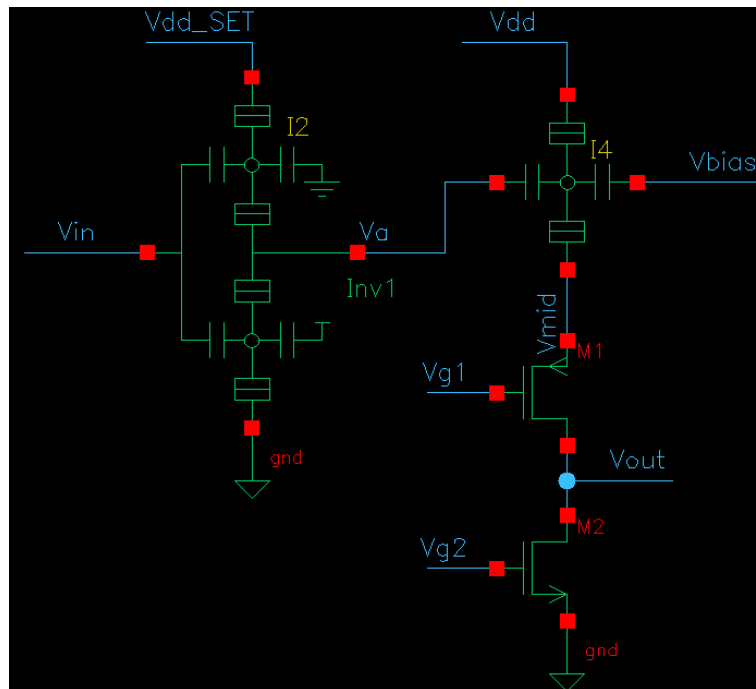 Vdd_SET
Vdd
I2
I4
Vbias
Vin
Va
Inv1
Vmid
M1
Vg1
gnd
Vout
M2
Vg2
gnd